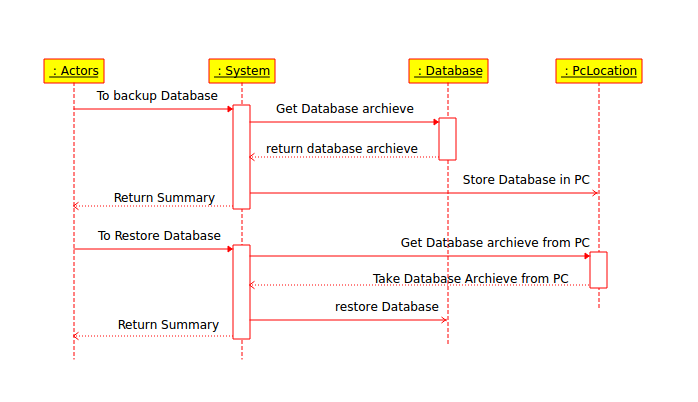 : Actors
: System
: Database
: PcLocation
To backup Database
Get Database archieve
return database archieve
Store Database in PC
Return Summary
To Restore Database
Get Database archieve from PC
Take Database Archieve from PC
restore Database
Return Summary